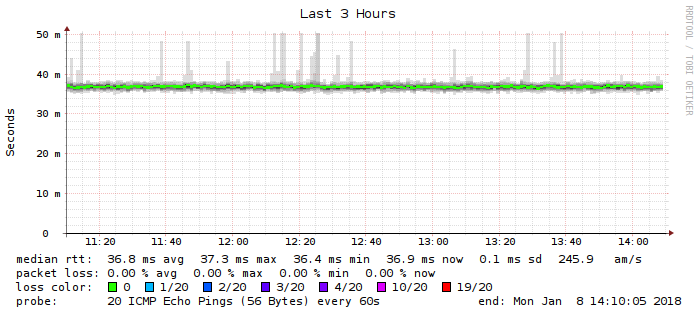 Last 3 Hours
RRDTOOL / TOBI OETIKER
Seconds
50 m
40 m
30 m
20 m
10 m
0
11:20 11:40 12:00 12:20 12:40 13:00 13:20 13:40 14:00
median rtt: 36.8 ms avg 37.3 ms max 36.4 ms min 36.9 ms now 0.1 ms sd 245.9 am/s
packet loss: 0.00 % avg 0.00 % max 0.00 % min 0.00 % now
loss color: 0 1/20 2/20 3/20 4/20 10/20 19/20
probe: 20 ICMP Echo Pings (56 Bytes) every 60s end: Mon Jan 8 14:10:05 2018